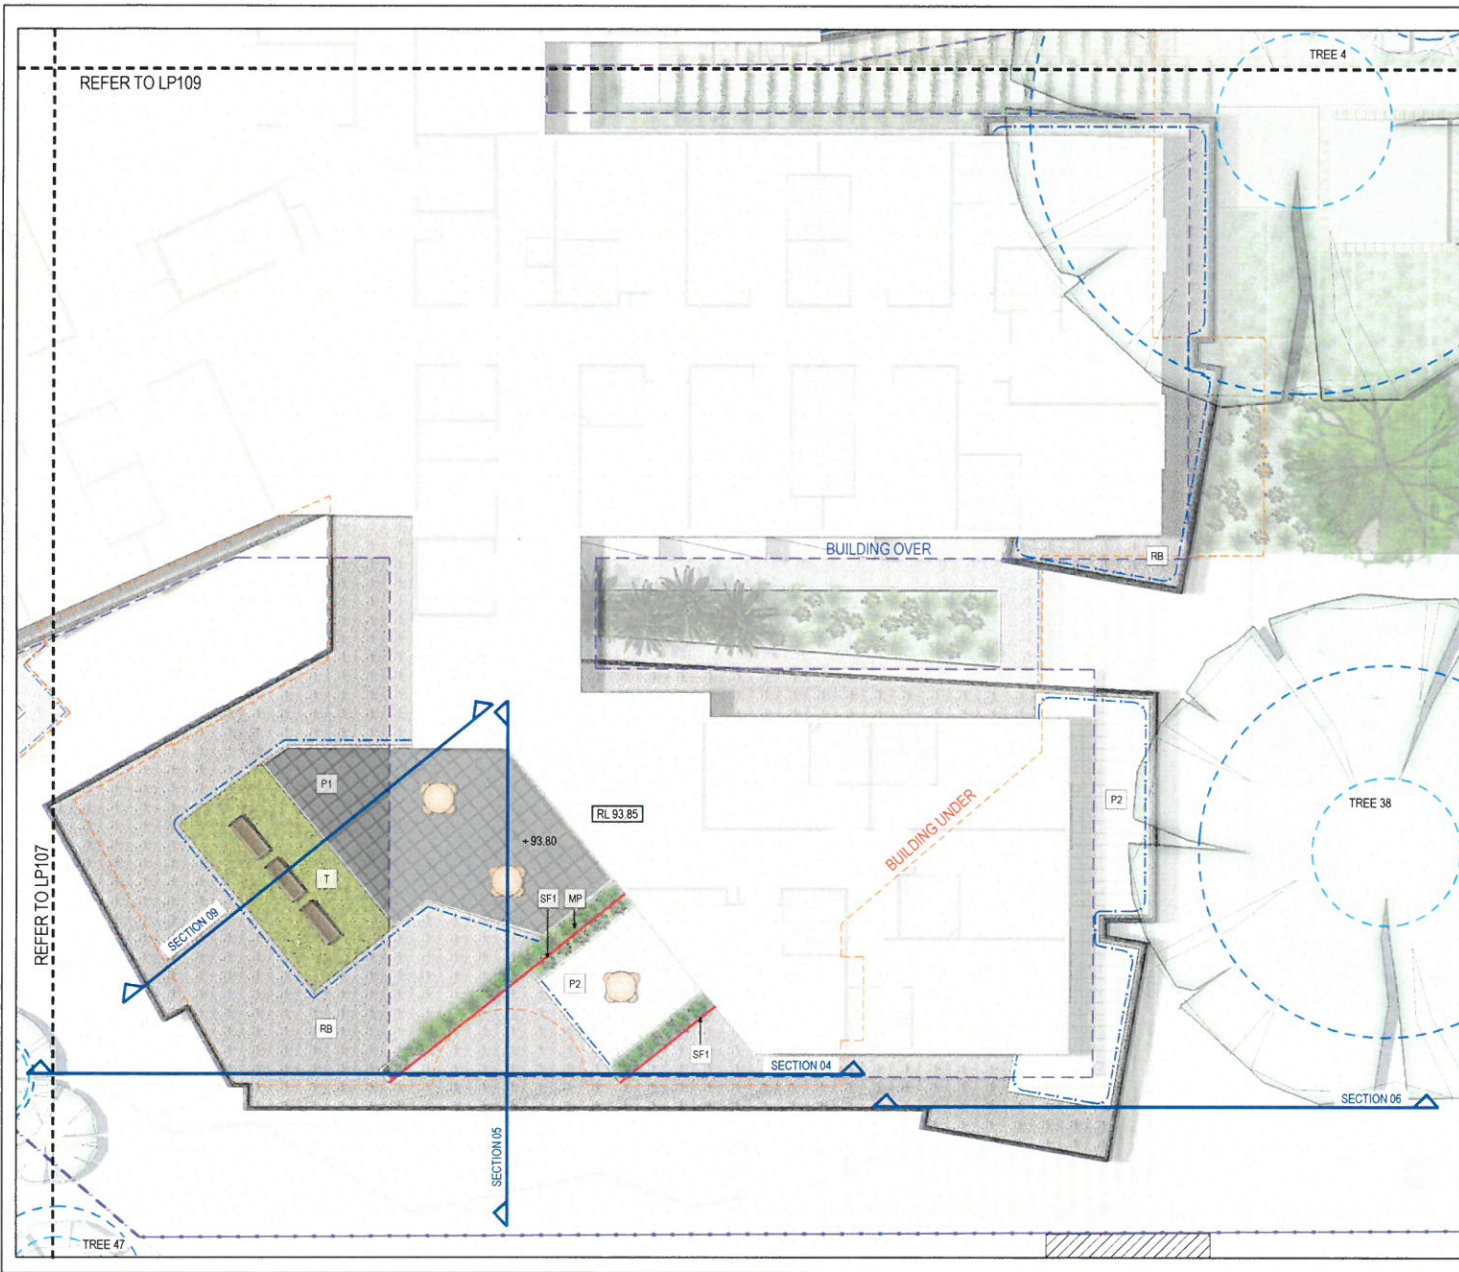 TREE 4
REFER TO LP109
BUILDING OVER
RB
P1
P2
RL 93.85
TREE 38
+ 93.80
BUILDING UNDER
T
SF1
MP
REFER TO LP107
SECTION 09
P2
RB
SF1
SECTION 04
SECTION 06
SECTION 05
TREE 47